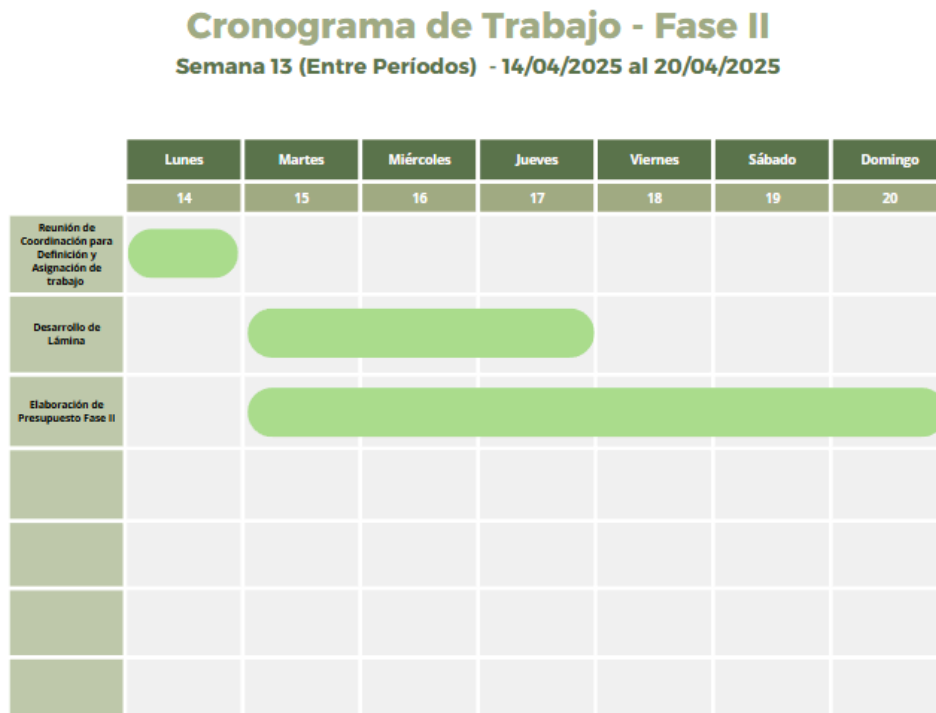 Cronograma de Trabajo - Fase II
Semana 13 (Entre Períodos) - 14/04/2025 al 20/04/2025
Lunes Martes Miércoles Jueves Viernes Sábado Domingo
14 15 16 17 18 19 20
Reunión de
Coordinación para
Definición y
Asignación de
trabajo
Desarrollo de
Lámina
Elaboración de
Presupuesto Fase II